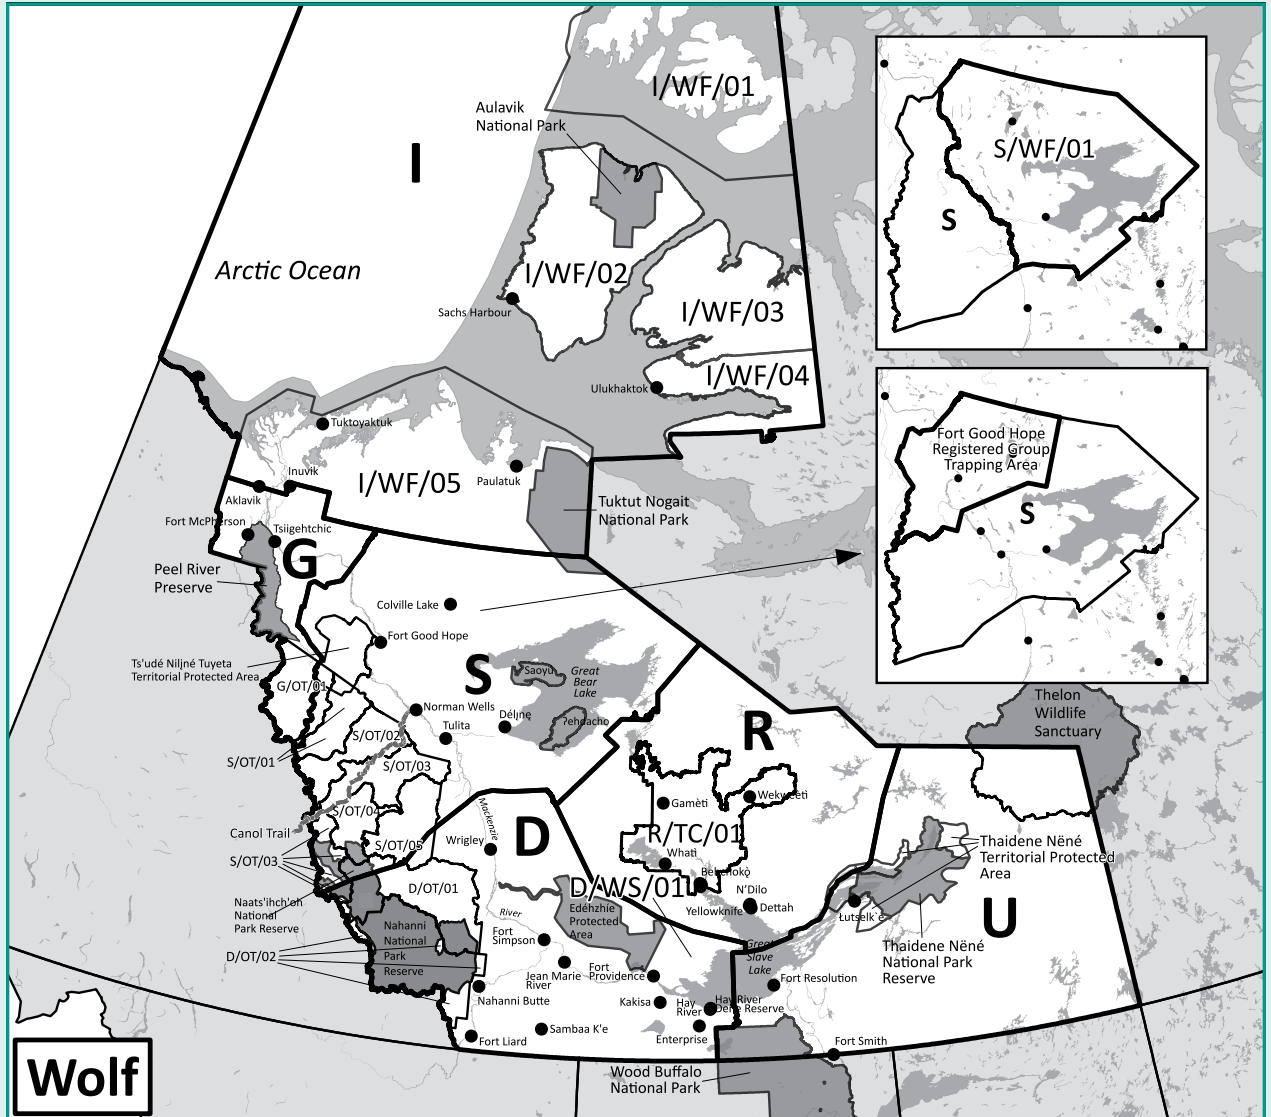 I/WF/01
Aulavik
National Park
I
S/WF/01
S
Arctic Ocean
I/WF/02
Sachs Harbour
I/WF/03
I/WF/04
Ulukhaktok
Tuktoyaktuk
Inuvik
I/WF/05
Paulatuk
Aklavik
Tuktut Nogait
National Park
Fort Good Hope
Registered Group
Trapping Area
S
Fort McPherson
Tsiigehtchic
G
Peel River
Preserve
Colville Lake
Fort Good Hope
Ts'udé Nilįné Tuyeta
Territorial Protected Area
G/OT/01
S
Saoyú
Great
Bear
Lake
Norman Wells
Tulita
Délįnę
Ɂehdacho
S/OT/01
S/OT/02
S/OT/03
R
Thelon
Wildlife
Sanctuary
Canol Trail
S/OT/04
S/OT/05
S/OT/03
Mackenzie
Wrigley
D
Gamètì
Wekweètì
R/TC/01
Whatì
Behchokǫ̀
Thaidene Nëné
Territorial Protected
Area
D/OT/01
D/WS/01
N'Dilo
Dettah
Yellowknife
Łutselk'e
U
Naats'ihch'oh
National
Park Reserve
Nahanni
National
Park
Reserve
River
Edéhzhíe
Protected
Area
Fort
Simpson
D/OT/02
Great
Slave
Lake
Thaidene Nëné
National Park
Reserve
Jean Marie
River
Fort
Providence
Fort Resolution
Nahanni Butte
Kakisa
Hay
River
Hay River
Dene Reserve
Sambaa K'e
Fort Liard
Enterprise
Fort Smith
Wood Buffalo
National Park
Wolf